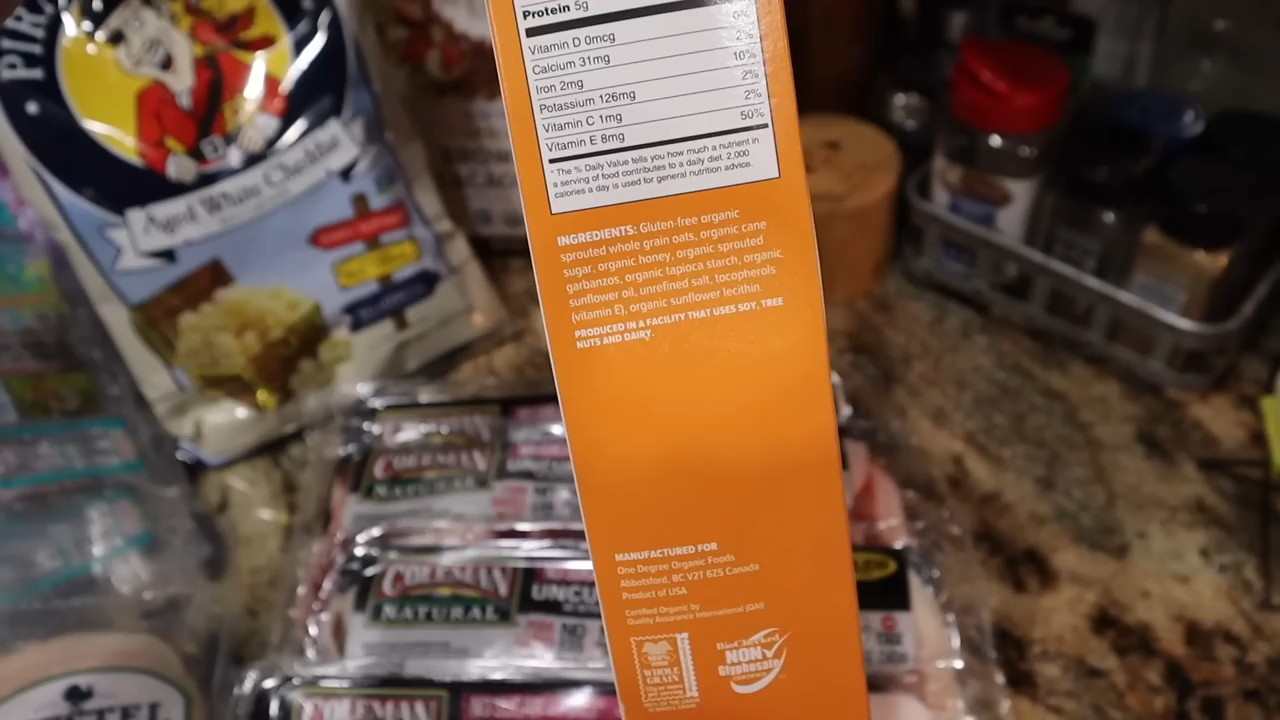 PIRA
Aged White Cheddar
Protein 5g
0%
Vitamin D 0mcg
2%
Calcium 31mg
10%
Iron 2mg
2%
Potassium 126mg
2%
Vitamin C 1mg
50%
Vitamin E 8mg
* The % Daily Value tells you how much a nutrient in
a serving of food contributes to a daily diet. 2,000
calories a day is used for general nutrition advice.
INGREDIENTS: Gluten-free organic
sprouted whole grain oats, organic cane
sugar, organic honey, organic sprouted
garbanzos, organic tapioca starch, organic
sunflower oil, unrefined salt, tocopherols
(vitamin E), organic sunflower lecithin.
PRODUCED IN A FACILITY THAT USES SOY, TREE
NUTS AND DAIRY.
MANUFACTURED FOR
One Degree Organic Foods
Abbotsford, BC V2T 6Z5 Canada
Product of USA
Certified Organic by
Quality Assurance International (QAI)
100%
WHOLE
GRAIN
BioChecked
NON
Glyphosate
CERTIFIED
COLEMAN
NATURAL
COLEMAN
NATURAL
UNCU
NO
COLEMAN